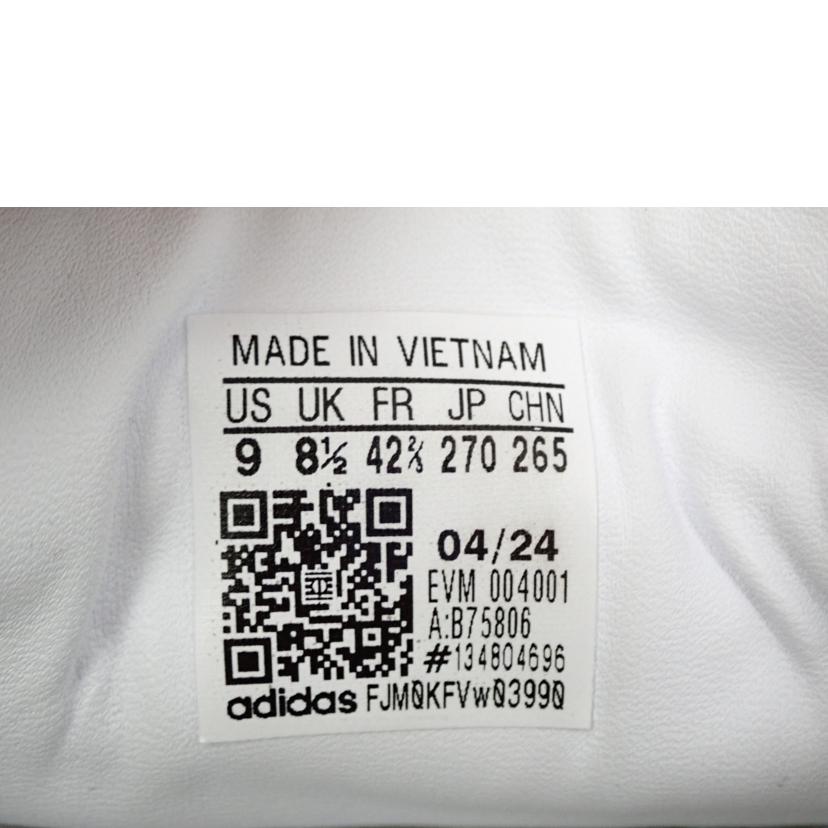 MADE IN VIETNAM
US UK FR JP CHN
9 8½ 42⅔ 270 265
04/24
EVM 004001
A:B75806
#134804696
adidas FJM0KFVw03990